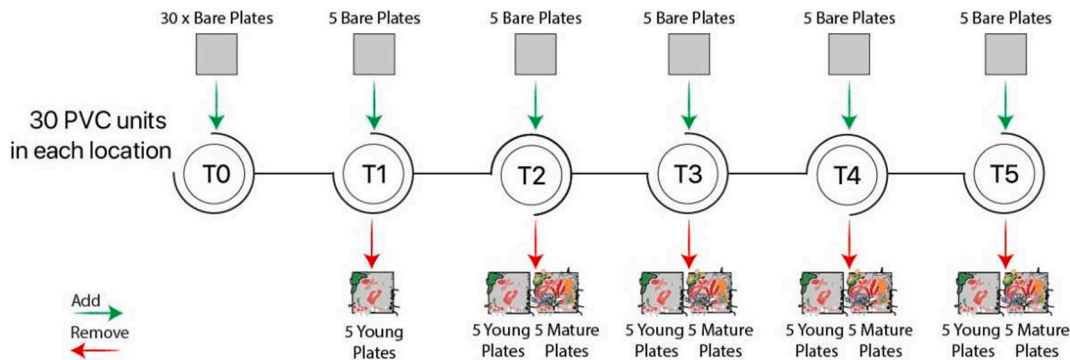 30 x Bare Plates
5 Bare Plates
5 Bare Plates
5 Bare Plates
5 Bare Plates
5 Bare Plates
30 PVC units
in each location
T0
T1
T2
T3
T4
T5
Add
Remove
5 Young
Plates
5 Young 5 Mature
Plates Plates
5 Young 5 Mature
Plates Plates
5 Young 5 Mature
Plates Plates
5 Young 5 Mature
Plates Plates